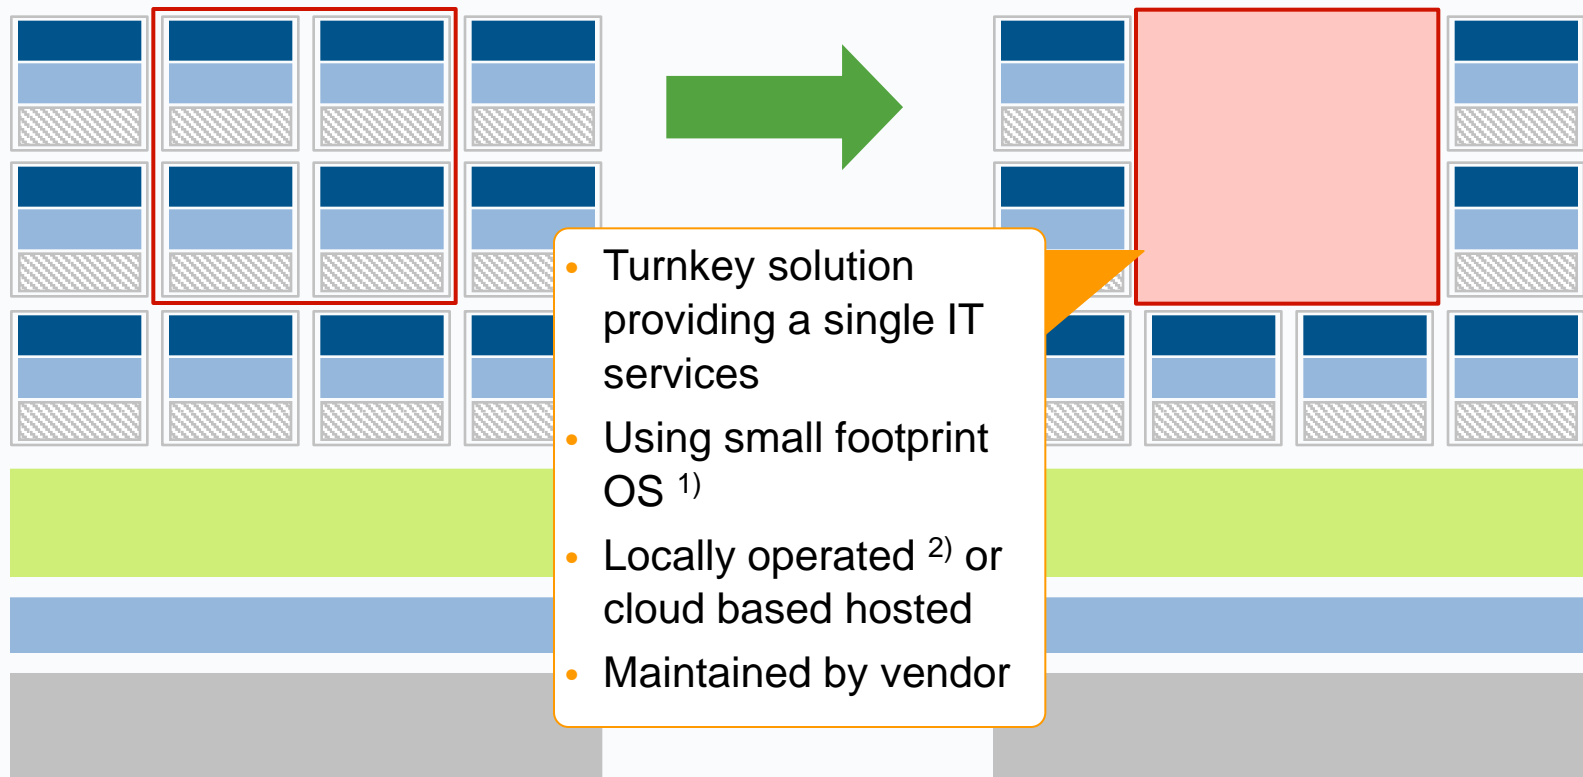 • Turnkey solution
providing a single IT
services
• Using small footprint
OS 1)
• Locally operated 2) or
cloud based hosted
• Maintained by vendor